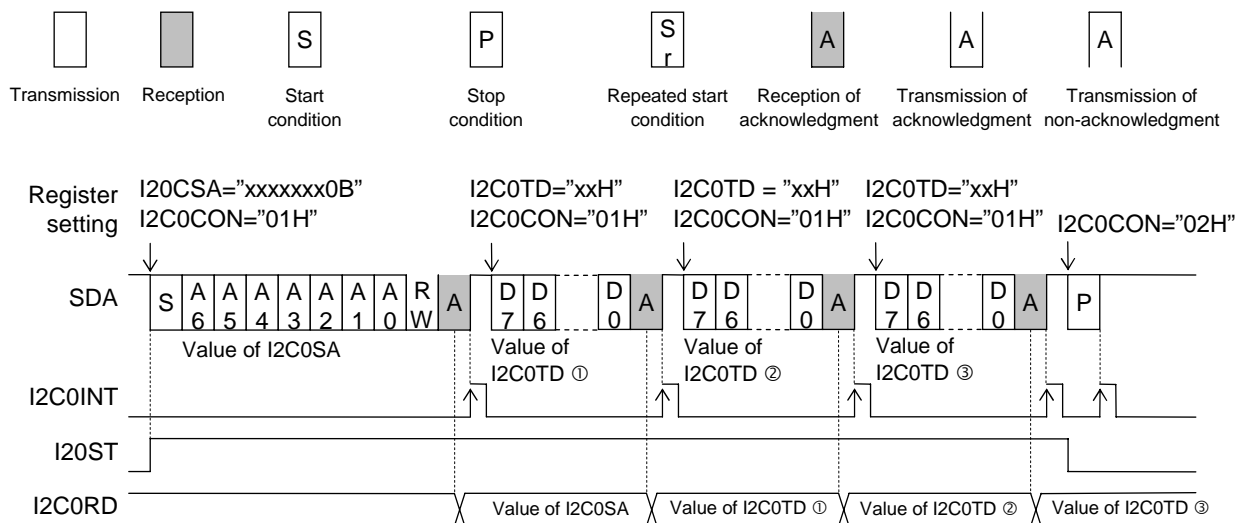 S
P
S
r
A
A
A
Transmission
Reception
Start
condition
Stop
condition
Repeated start
condition
Reception of
acknowledgment
Transmission of
acknowledgment
Transmission of
non-acknowledgment
Register
setting
I20CSA=”xxxxxxx0B”
I2C0CON=”01H”
I2C0TD=”xxH”
I2C0CON=”01H”
I2C0TD = ”xxH”
I2C0CON=”01H”
I2C0TD=”xxH”
I2C0CON=”01H”
I2C0CON=”02H”
SDA
S
A
6
A
5
A
4
A
3
A
2
A
1
A
0
R
W
A
D
7
D
6
D
0
A
D
7
D
6
D
0
A
D
7
D
6
D
0
A
P
Value of I2C0SA
Value of
I2C0TD ①
Value of
I2C0TD ②
Value of
I2C0TD ③
I2C0INT
I20ST
I2C0RD
Value of I2C0SA
Value of I2C0TD ①
Value of I2C0TD ②
Value of I2C0TD ③